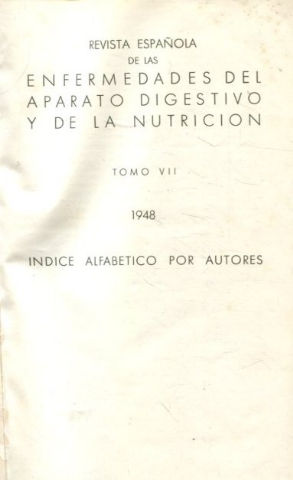 REVISTA ESPAÑOLA
DE LAS
ENFERMEDADES DEL
APARATO DIGESTIVO
Y DE LA NUTRICION
TOMO VII
1948
INDICE ALFABETICO POR AUTORES